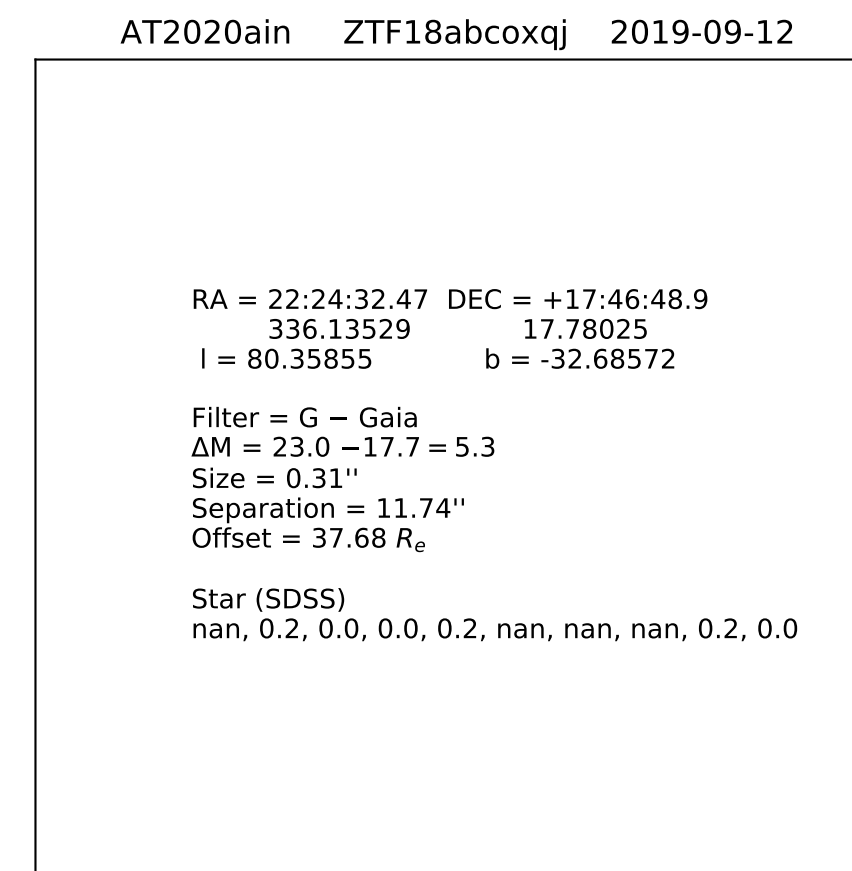 AT2020ain ZTF18abcoxqj 2019-09-12
RA = 22:24:32.47 DEC = +17:46:48.9
336.13529 17.78025
l = 80.35855 b = -32.68572
Filter = G − Gaia
ΔM = 23.0 −17.7 = 5.3
Size = 0.31''
Separation = 11.74''
Offset = 37.68 Rₑ
Star (SDSS)
nan, 0.2, 0.0, 0.0, 0.2, nan, nan, nan, 0.2, 0.0